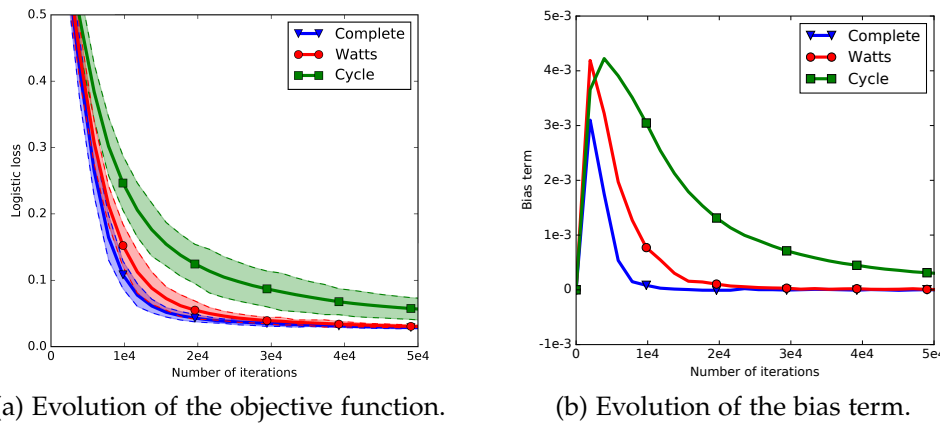 0.5
0.4
0.3
0.2
0.1
0.0
Logistic loss
0
1e4
2e4
3e4
4e4
5e4
Number of iterations
Complete
Watts
Cycle
(a) Evolution of the objective function.
5e-3
4e-3
3e-3
2e-3
1e-3
0
-1e-3
Bias term
0
1e4
2e4
3e4
4e4
5e4
Number of iterations
Complete
Watts
Cycle
(b) Evolution of the bias term.